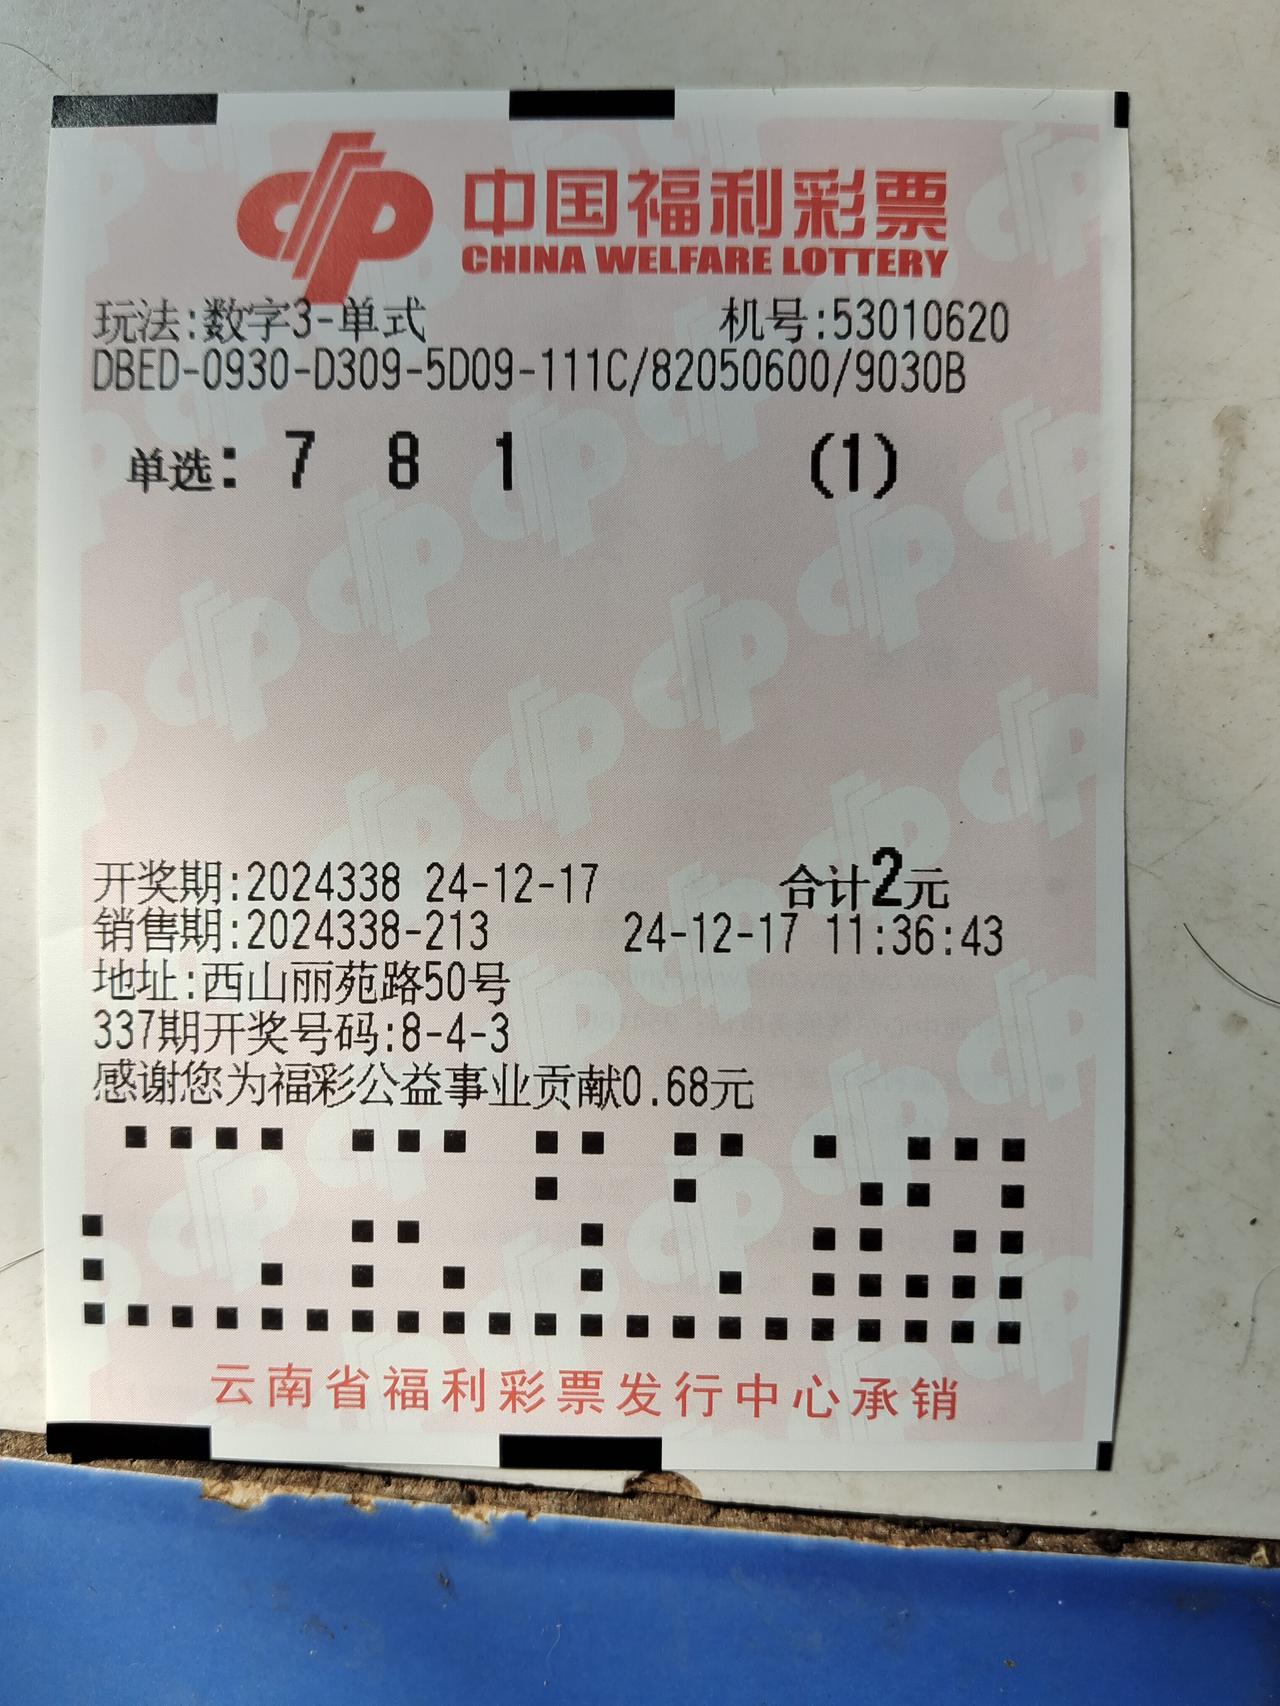 中国福利彩票
CHINA WELFARE LOTTERY
玩法:数字3-单式 机号:53010620
DBED-0930-D309-5D09-111C/82050600/9030B
单选: 7 8 1 (1)
开奖期:2024338 24-12-17 合计2元
销售期:2024338-213 24-12-17 11:36:43
地址:西山丽苑路50号
337期开奖号码:8-4-3
感谢您为福彩公益事业贡献0.68元
云南省福利彩票发行中心承销